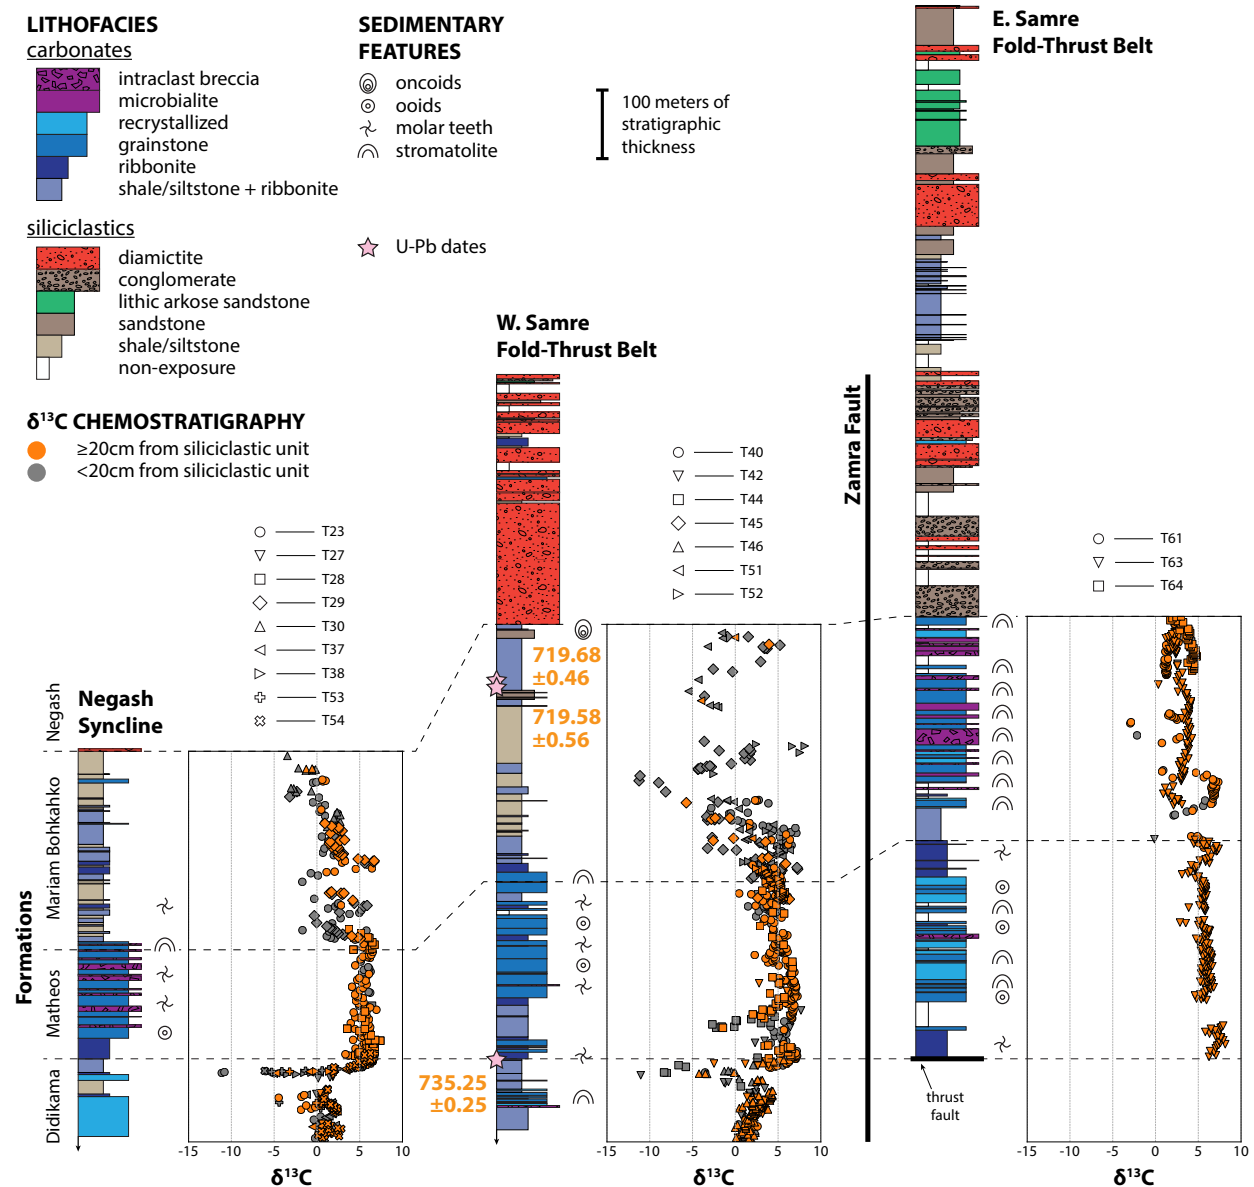 LITHOFACIES
carbonates
intraclast breccia
microbialite
recrystallized
grainstone
ribbonite
shale/siltstone + ribbonite
siliciclastics
diamictite
conglomerate
lithic arkose sandstone
sandstone
shale/siltstone
non-exposure
δ¹³C CHEMOSTRATIGRAPHY
≥20cm from siliciclastic unit
<20cm from siliciclastic unit
SEDIMENTARY
FEATURES
oncoids
ooids
molar teeth
stromatolite
U-Pb dates
100 meters of
stratigraphic
thickness
E. Samre
Fold-Thrust Belt
W. Samre
Fold-Thrust Belt
Negash
Syncline
Zamra Fault
T23
T27
T28
T29
T30
T37
T38
T53
T54
T40
T42
T44
T45
T46
T51
T52
T61
T63
T64
719.68
±0.46
719.58
±0.56
735.25
±0.25
Formations
Negash
Mariam Bohkahko
Matheos
Didikama
thrust
fault
-15 -10 -5 0 5 10
δ¹³C
-15 -10 -5 0 5 10
δ¹³C
-15 -10 -5 0 5 10
δ¹³C